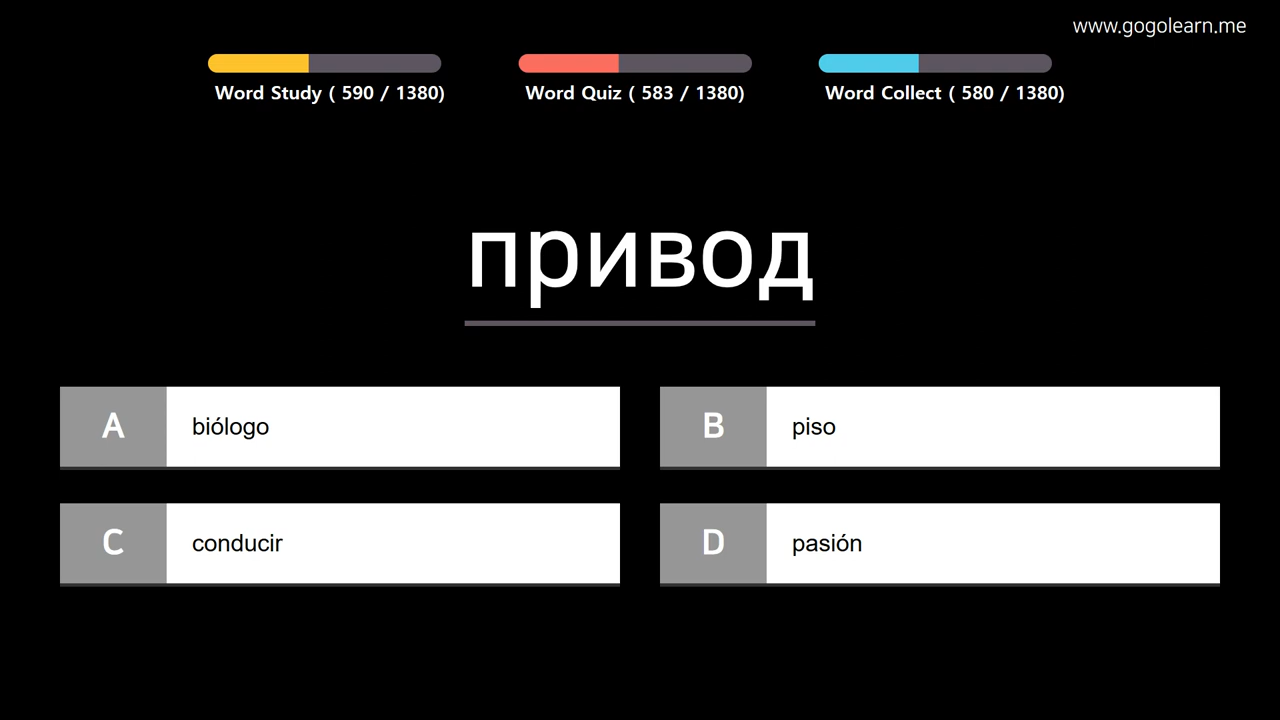 www.gogolearn.me
Word Study ( 590 / 1380)
Word Quiz ( 583 / 1380)
Word Collect ( 580 / 1380)
привод
A biólogo
B piso
C conducir
D pasión